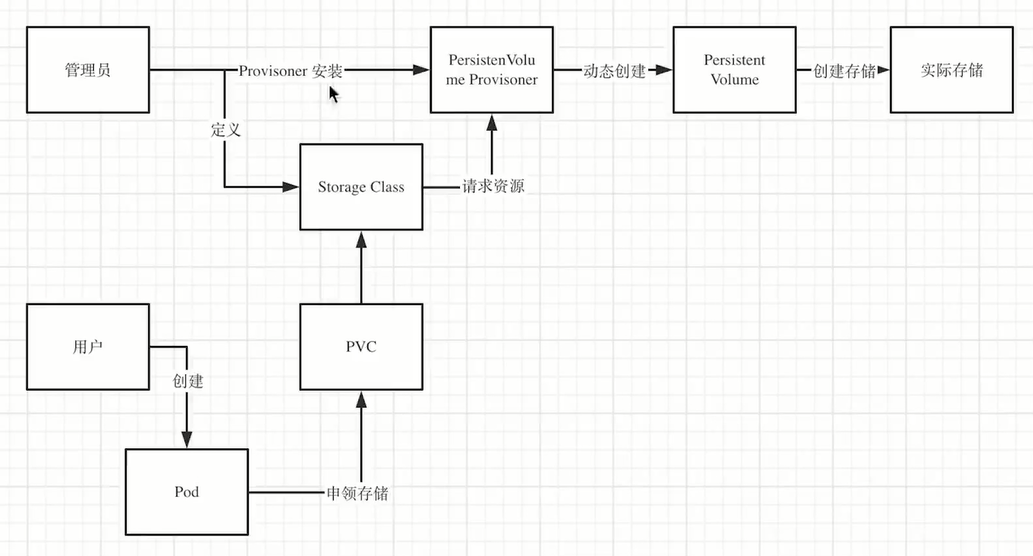 管理员
Provisoner 安装
PersistenVolu
me Provisoner
动态创建
Persistent
Volume
创建存储
实际存储
定义
Storage Class
请求资源
用户
PVC
创建
Pod
申领存储